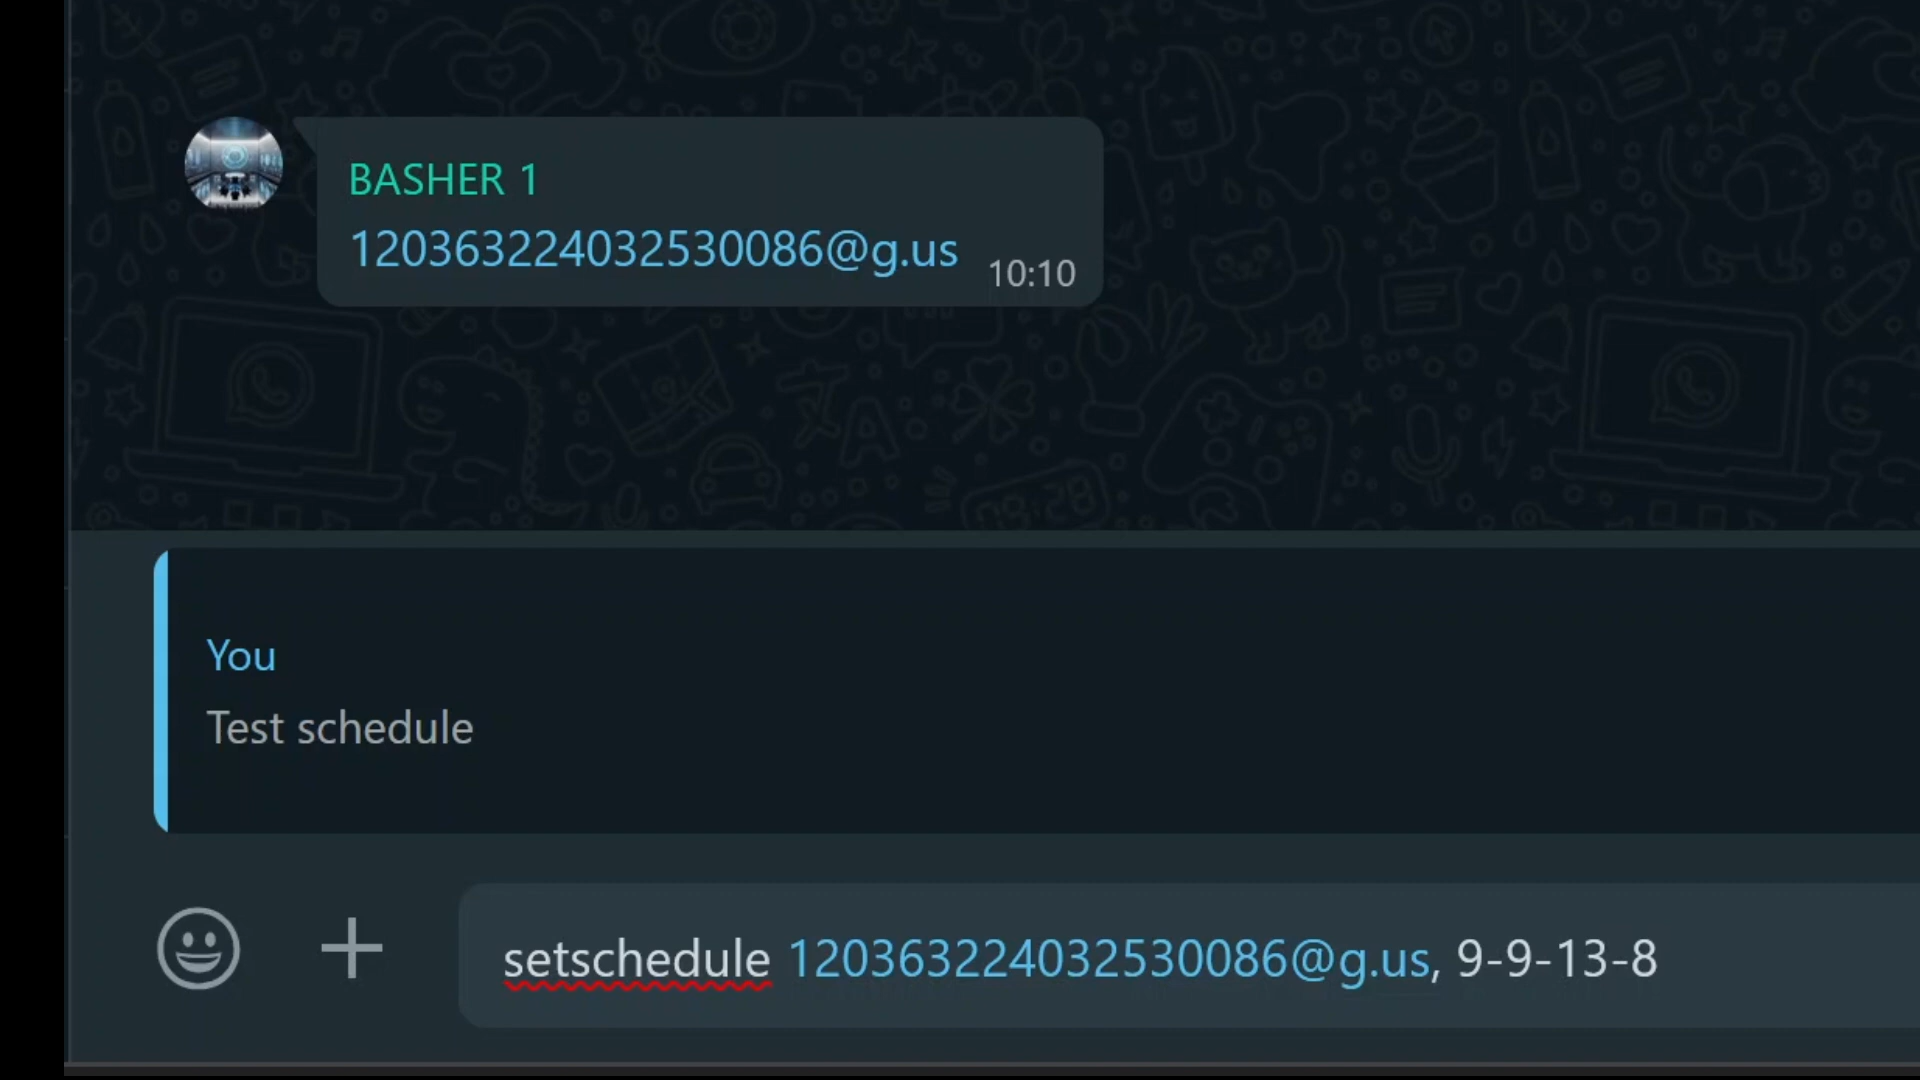 BASHER 1
120363224032530086@g.us
10:10
You
Test schedule
setschedule 120363224032530086@g.us, 9-9-13-8